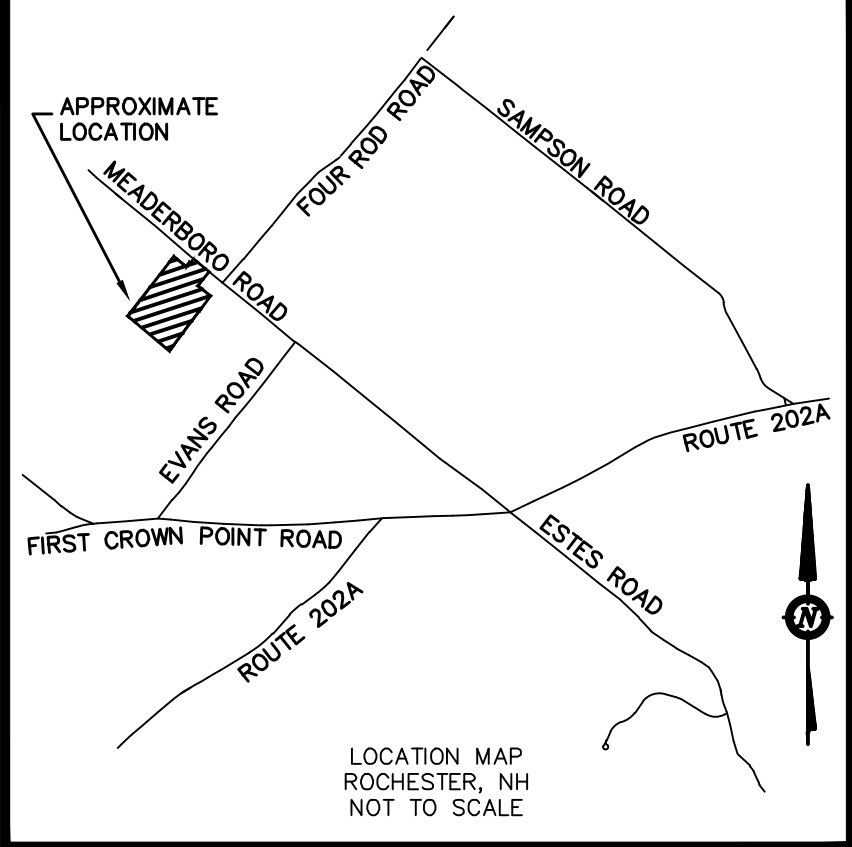 APPROXIMATE
LOCATION
MEADERBORO ROAD
FOUR ROD ROAD
SAMPSON ROAD
EVANS ROAD
ROUTE 202A
FIRST CROWN POINT ROAD
ESTES ROAD
ROUTE 202A
N
LOCATION MAP
ROCHESTER, NH
NOT TO SCALE